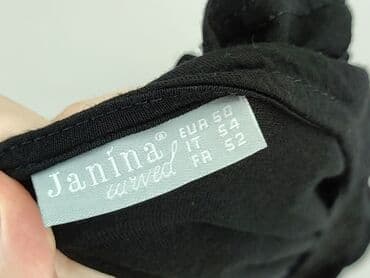 Janina®
curved
EUR 50
IT 54
FR 52